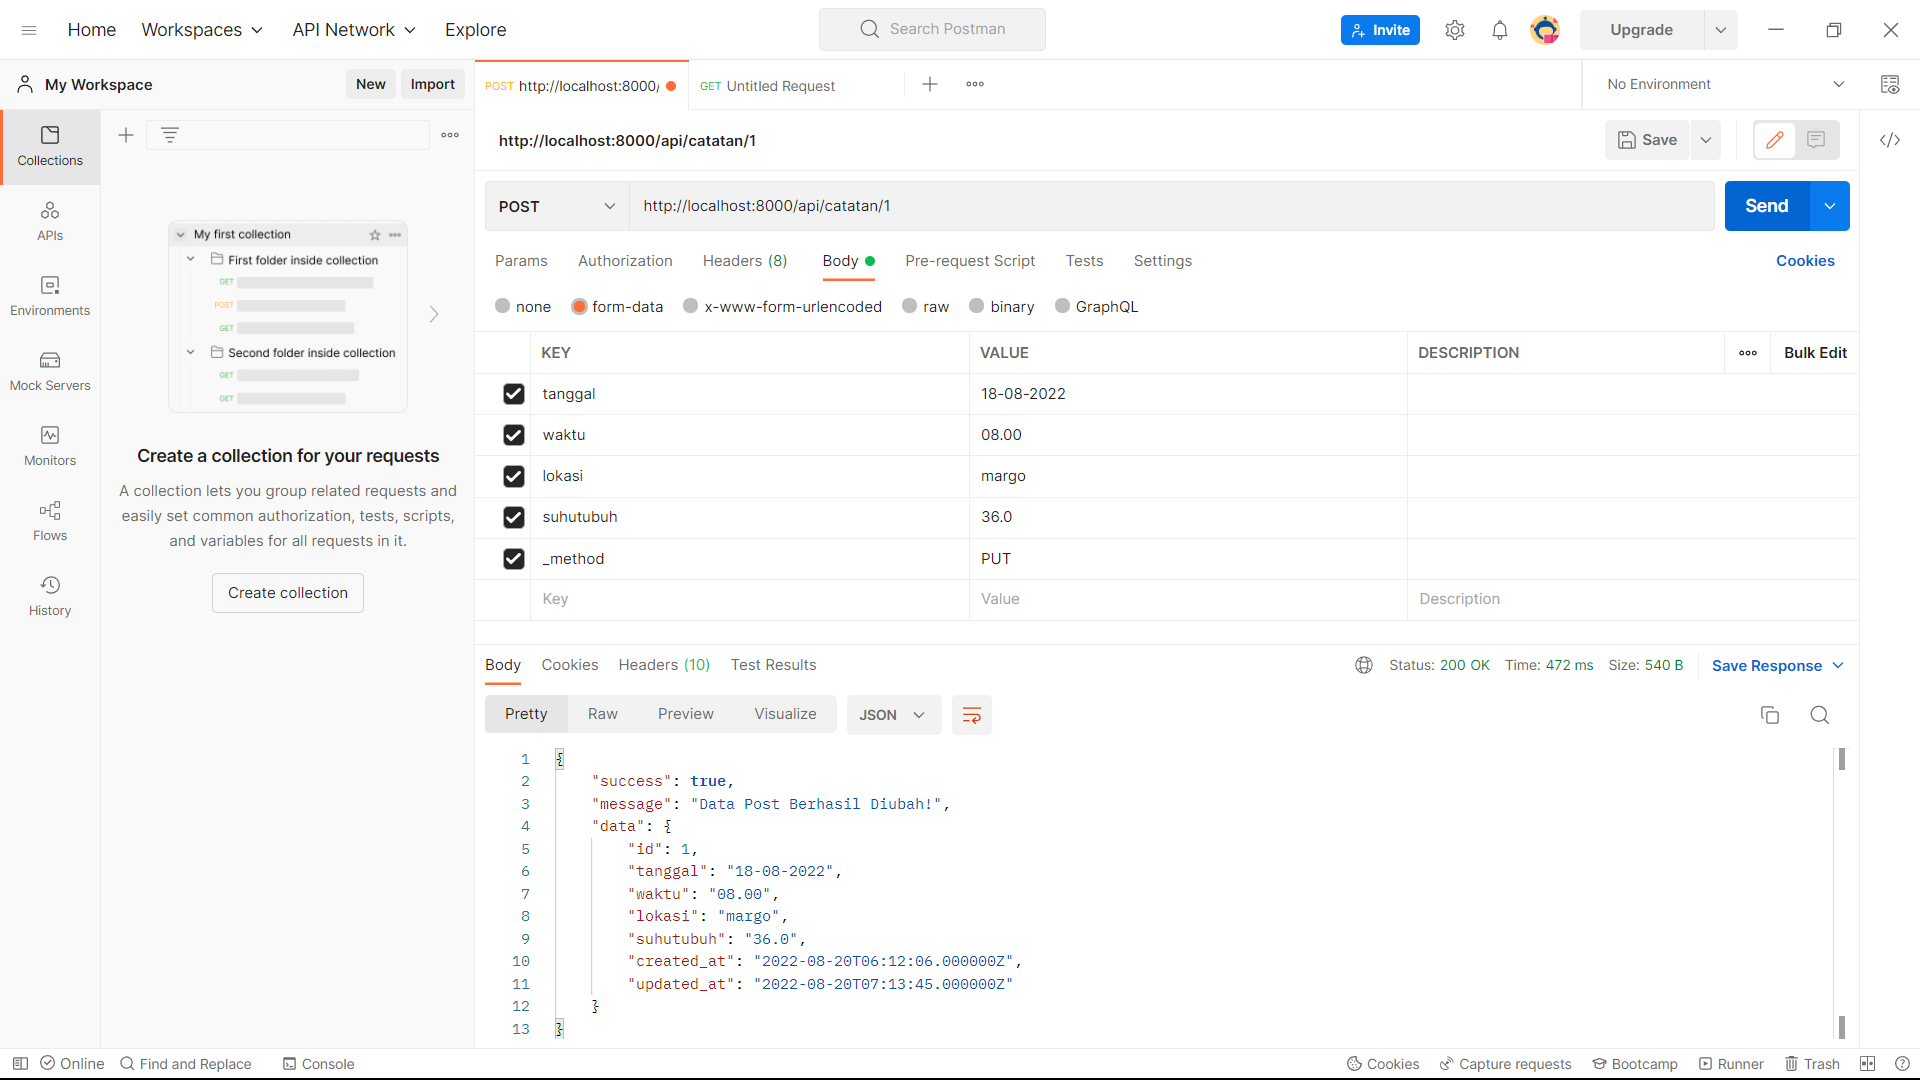 Home Workspaces API Network Explore Search Postman Invite Upgrade
My Workspace New Import POST http://localhost:8000/ GET Untitled Request No Environment
Collections
APIs
Environments
Mock Servers
Monitors
Flows
History
My first collection
First folder inside collection
GET
POST
GET
Second folder inside collection
GET
GET
Create a collection for your requests
A collection lets you group related requests and
easily set common authorization, tests, scripts,
and variables for all requests in it.
Create collection
http://localhost:8000/api/catatan/1 Save
POST http://localhost:8000/api/catatan/1 Send
Params Authorization Headers (8) Body Pre-request Script Tests Settings Cookies
none form-data x-www-form-urlencoded raw binary GraphQL
KEY VALUE DESCRIPTION Bulk Edit
tanggal 18-08-2022
waktu 08.00
lokasi margo
suhutubuh 36.0
_method PUT
Key Value Description
Body Cookies Headers (10) Test Results Status: 200 OK Time: 472 ms Size: 540 B Save Response
Pretty Raw Preview Visualize JSON
1 {
2 "success": true,
3 "message": "Data Post Berhasil Diubah!",
4 "data": {
5 "id": 1,
6 "tanggal": "18-08-2022",
7 "waktu": "08.00",
8 "lokasi": "margo",
9 "suhutubuh": "36.0",
10 "created_at": "2022-08-20T06:12:06.000000Z",
11 "updated_at": "2022-08-20T07:13:45.000000Z"
12 }
13 }
Online Find and Replace Console Cookies Capture requests Bootcamp Runner Trash